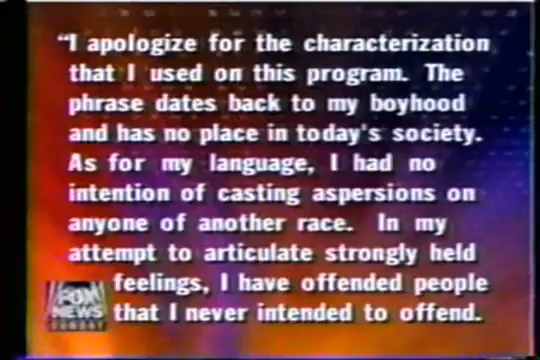 “I apologize for the characterization
that I used on this program. The
phrase dates back to my boyhood
and has no place in today's society.
As for my language, I had no
intention of casting aspersions on
anyone of another race. In my
attempt to articulate strongly held
feelings, I have offended people
that I never intended to offend.
FOX
NEWS
SUNDAY